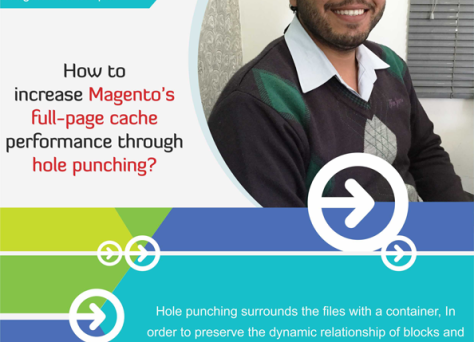 How to
increase Magento's
full-page cache
performance through
hole punching?
Hole punching surrounds the files with a container, In
order to preserve the dynamic relationship of blocks and